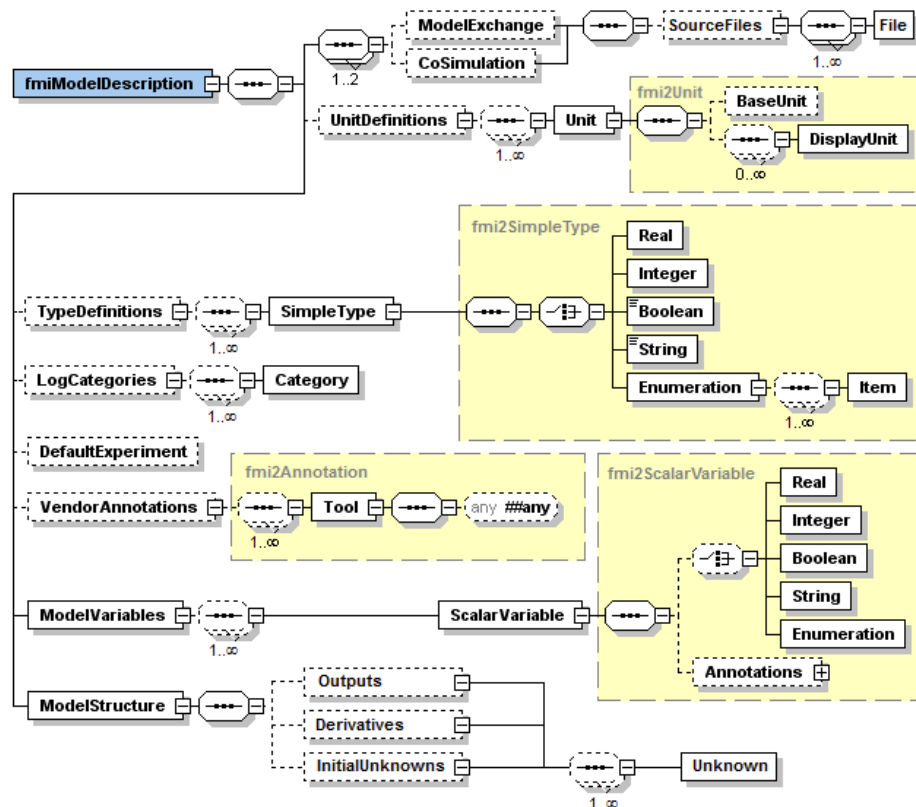 ModelExchange
SourceFiles
File
CoSimulation
1..2
1..∞
fmiModelDescription
fmi2Unit
BaseUnit
UnitDefinitions
Unit
1..∞
DisplayUnit
0..∞
fmi2SimpleType
Real
Integer
TypeDefinitions
SimpleType
Boolean
1..∞
String
LogCategories
Category
Enumeration
Item
1..∞
1..∞
DefaultExperiment
fmi2Annotation
fmi2ScalarVariable
VendorAnnotations
Tool
any ##any
1..∞
Real
Integer
Boolean
String
Enumeration
ModelVariables
ScalarVariable
1..∞
Annotations
ModelStructure
Outputs
Derivatives
InitialUnknowns
Unknown
1..∞